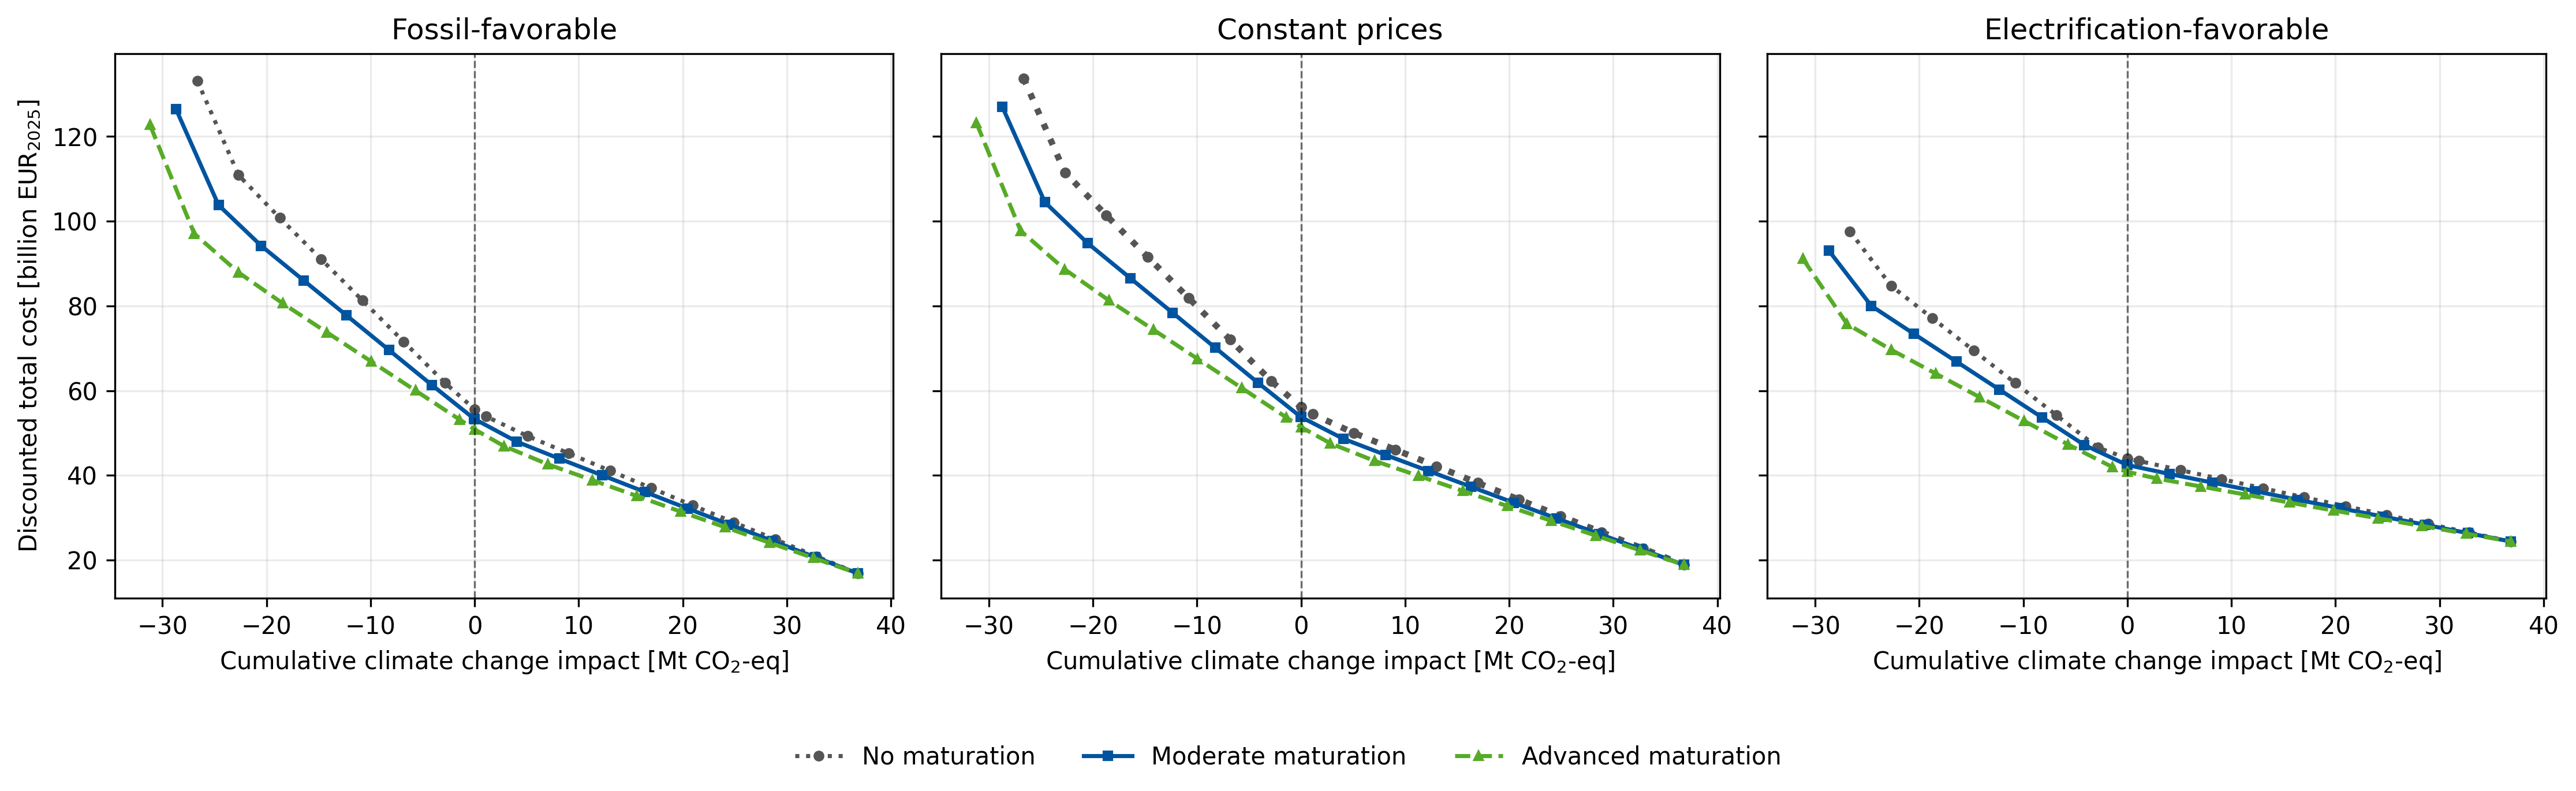 Fossil-favorable
Constant prices
Electrification-favorable
Discounted total cost [billion EUR₂₀₂₅]
120
100
80
60
40
20
−30 −20 −10 0 10 20 30 40
−30 −20 −10 0 10 20 30 40
−30 −20 −10 0 10 20 30 40
Cumulative climate change impact [Mt CO₂-eq]
Cumulative climate change impact [Mt CO₂-eq]
Cumulative climate change impact [Mt CO₂-eq]
No maturation
Moderate maturation
Advanced maturation